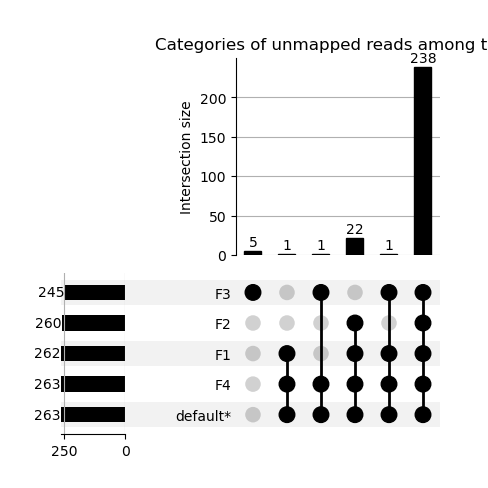 Categories of unmapped reads among t
238
200
150
100
50
0
Intersection size
5
1
1
22
1
245
F3
260
F2
262
F1
263
F4
263
default*
250
0